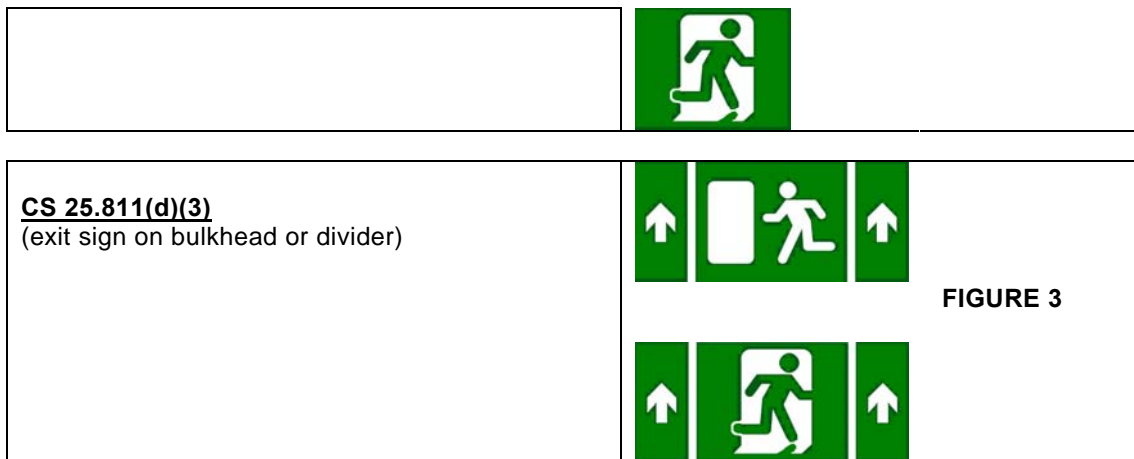 CS 25.811(d)(3)
(exit sign on bulkhead or divider)
FIGURE 3